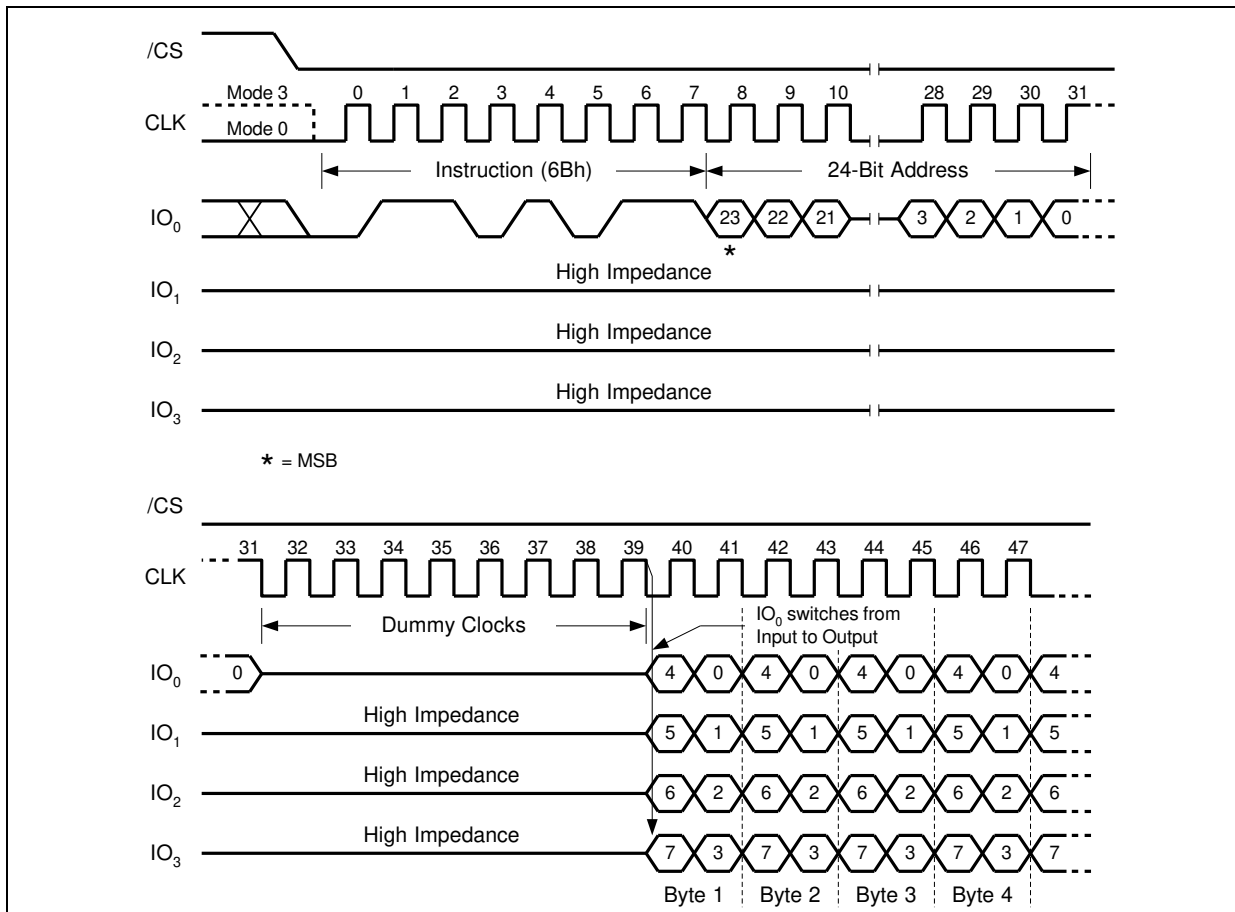 /CS
Mode 3 0 1 2 3 4 5 6 7 8 9 10 28 29 30 31
CLK Mode 0
Instruction (6Bh) 24-Bit Address
IO0 23 22 21 3 2 1 0
*
High Impedance
IO1
High Impedance
IO2
High Impedance
IO3
* = MSB
/CS
31 32 33 34 35 36 37 38 39 40 41 42 43 44 45 46 47
CLK
Dummy Clocks
IO0 switches from
Input to Output
IO0 0 4 0 4 0 4 0 4 0 4
High Impedance
IO1 5 1 5 1 5 1 5 1 5
High Impedance
IO2 6 2 6 2 6 2 6 2 6
High Impedance
IO3 7 3 7 3 7 3 7 3 7
Byte 1 Byte 2 Byte 3 Byte 4